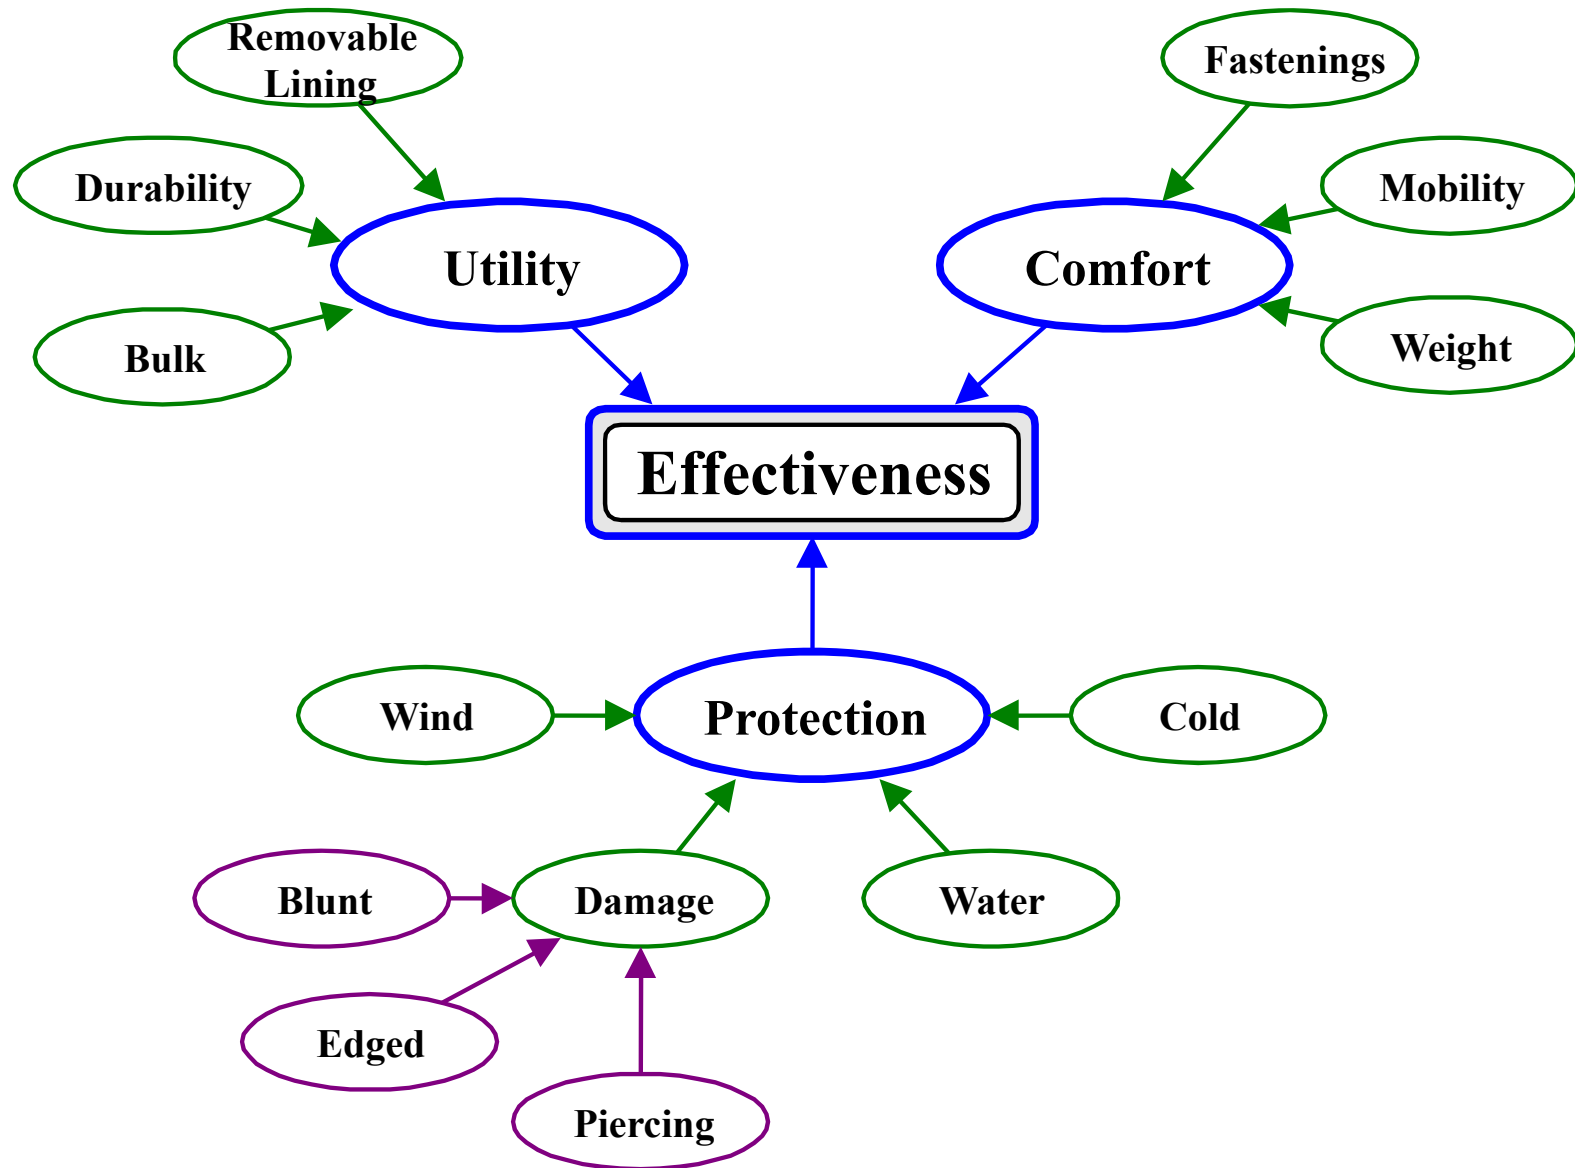 Removable
Lining
Fastenings
Durability
Mobility
Utility
Comfort
Bulk
Weight
Effectiveness
Wind
Protection
Cold
Blunt
Damage
Water
Edged
Piercing